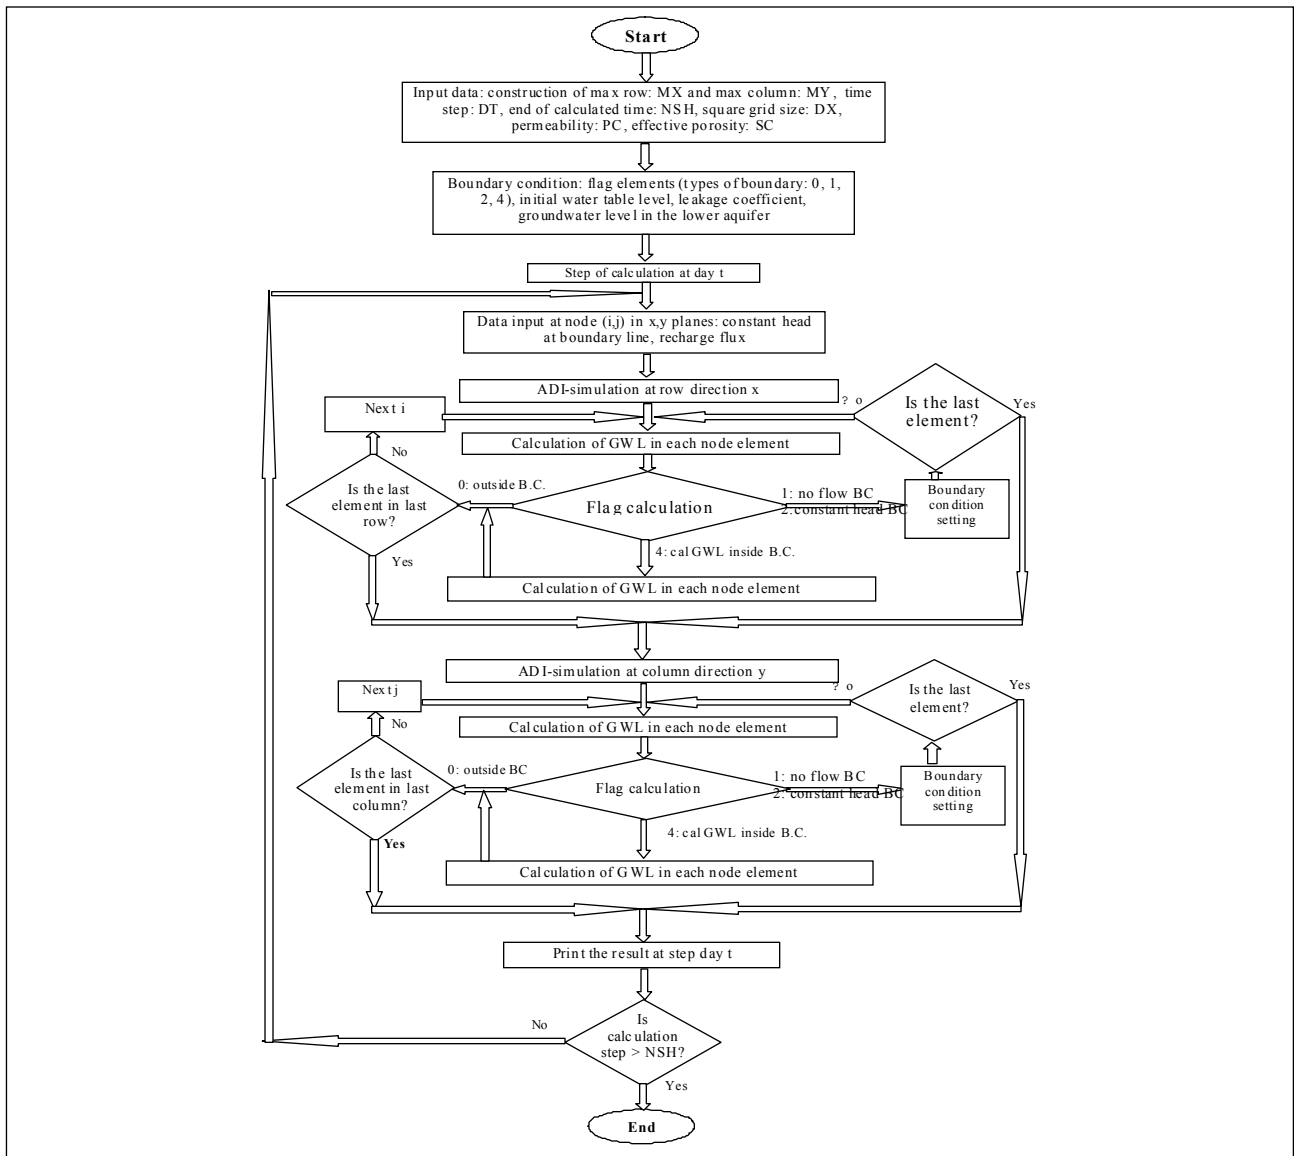 Start
Input data: construction of max row: MX and max column: MY, time
step: DT, end of calculated time: NSH, square grid size: DX,
permeability: PC, effective porosity: SC
Boundary condition: flag elements (types of boundary: 0, 1,
2, 4), initial water table level, leakage coefficient,
groundwater level in the lower aquifer
Step of calculation at day t
Data input at node (i,j) in x,y planes: constant head
at boundary line, recharge flux
ADI-simulation at row direction x
Next i
? o
Is the last
element?
Yes
Calculation of GWL in each node element
No
Is the last
element in last
row?
0: outside B.C.
Flag calculation
1: no flow BC
2: constant head BC
Boundary
condition
setting
Yes
4: cal GWL inside B.C.
Calculation of GWL in each node element
ADI-simulation at column direction y
Next j
? o
Is the last
element?
Yes
No
Calculation of GWL in each node element
Is the last
element in last
column?
0: outside BC
Flag calculation
1: no flow BC
2: constant head BC
Boundary
condition
setting
Yes
4: cal GWL inside B.C.
Calculation of GWL in each node element
Print the result at step day t
No
Is
calculation
step > NSH?
Yes
End